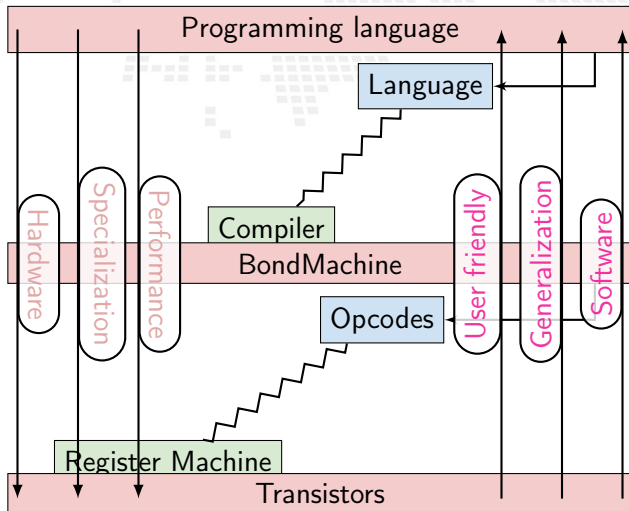 Programming language
Language
Hardware
Specialization
Performance
Compiler
User friendly
Generalization
Software
BondMachine
Opcodes
Register Machine
Transistors